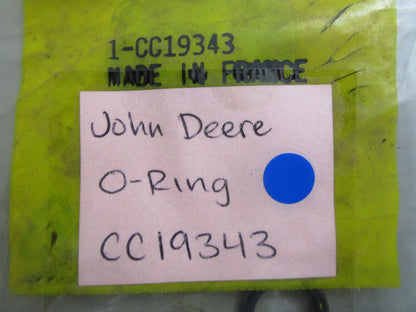 1-CC19343
MADE IN FRANCE
John Deere
O-Ring
CC19343